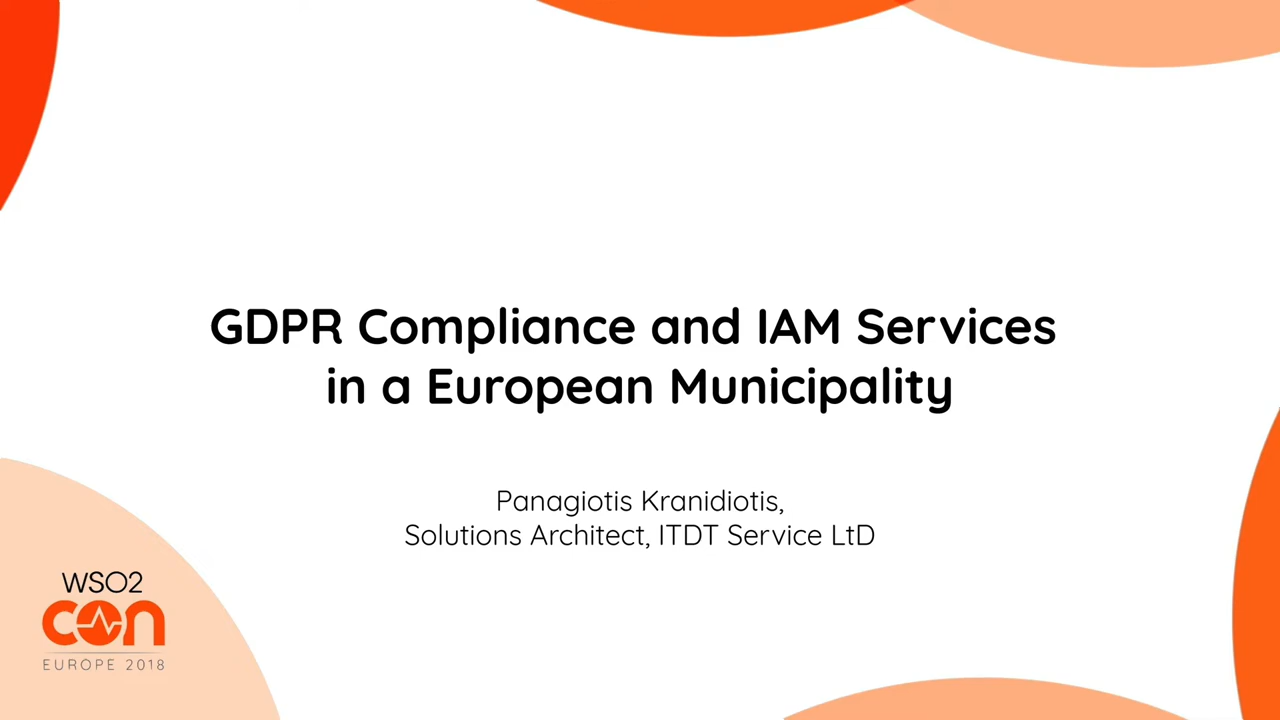 GDPR Compliance and IAM Services
in a European Municipality
Panagiotis Kranidiotis,
Solutions Architect, ITDT Service LtD
WSO2
con
EUROPE 2018